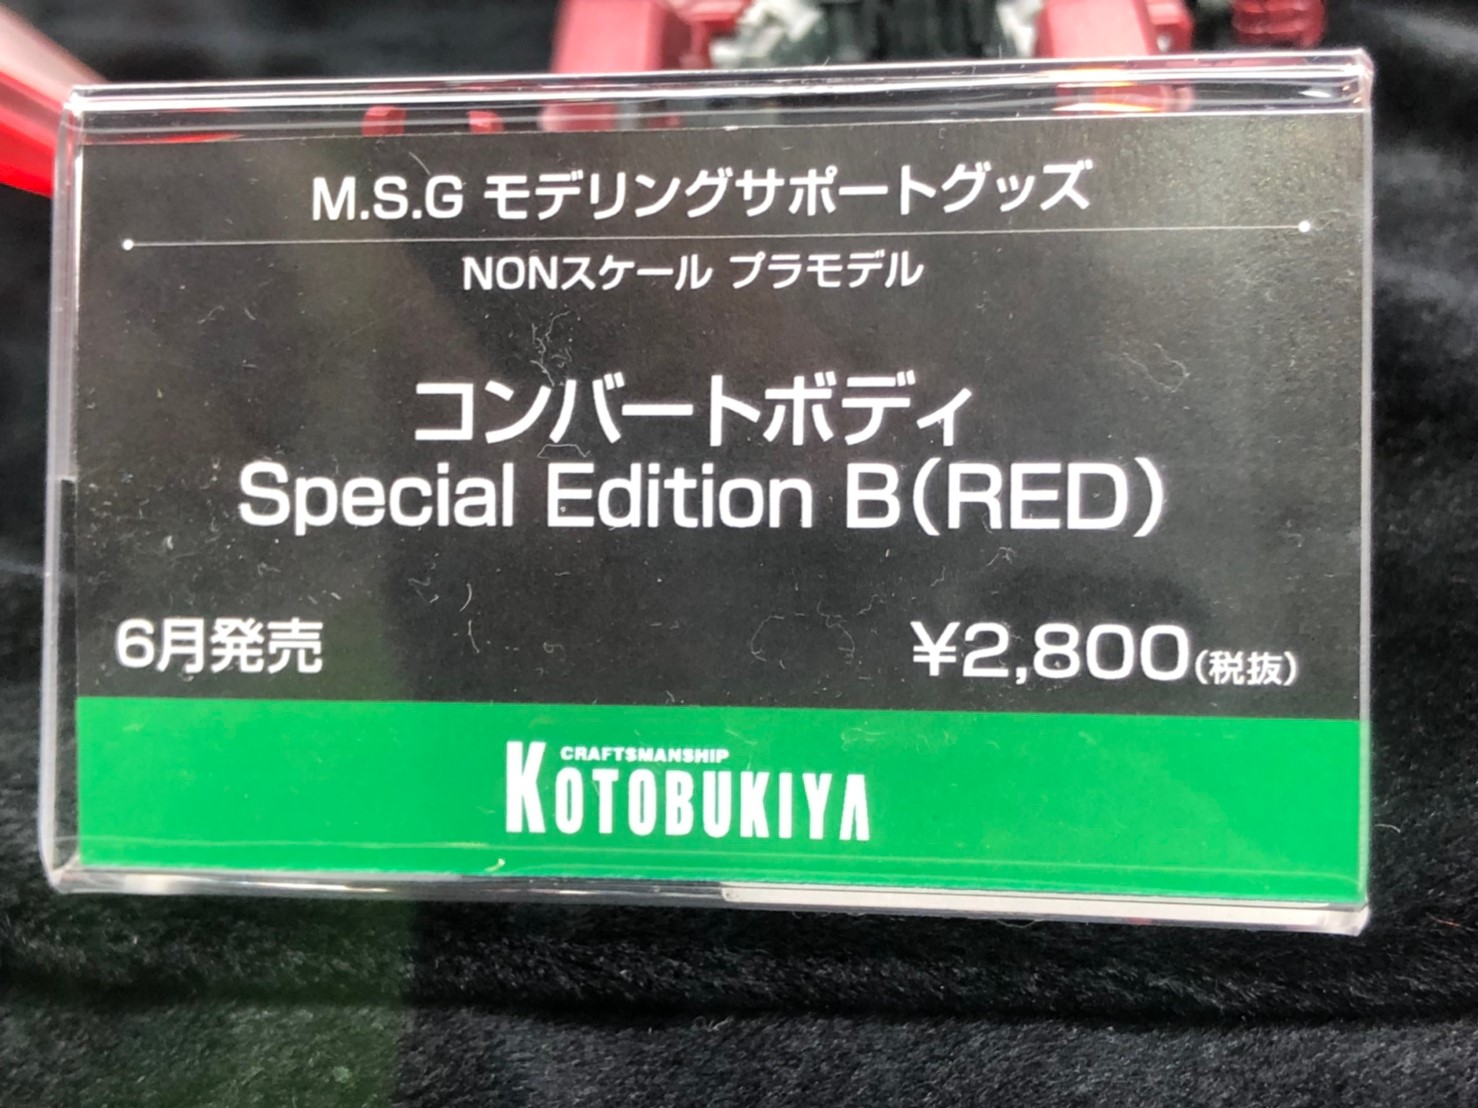 M.S.G モデリングサポートグッズ
NONスケール プラモデル
コンバートボディ
Special Edition B(RED)
6月発売
¥2,800(税抜)
CRAFTSMANSHIP
KOTOBUKIYA